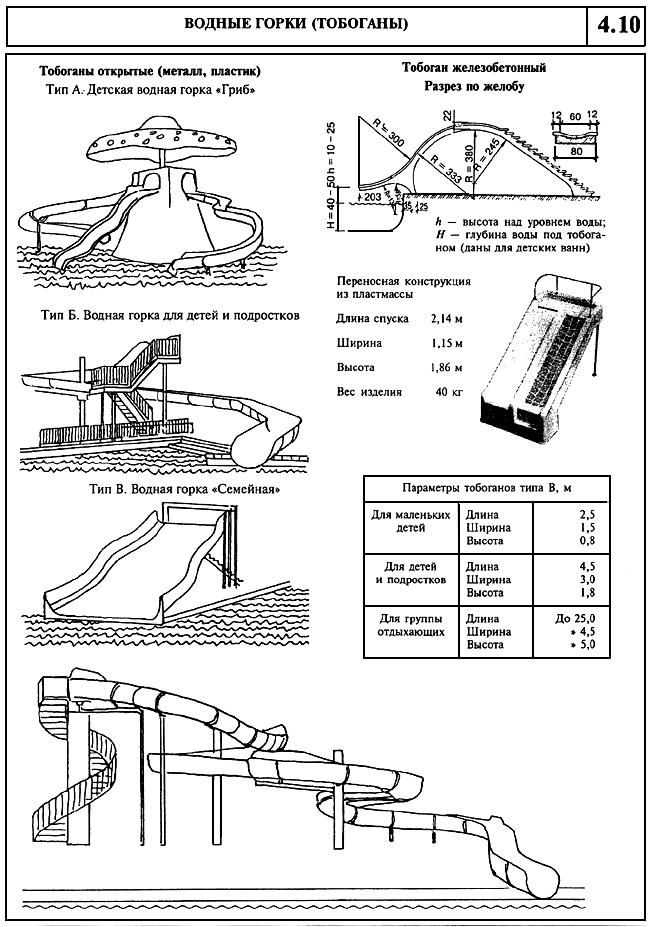 ВОДНЫЕ ГОРКИ (ТОБОГАНЫ)
4.10
Тобоганы открытые (металл, пластик)
Тип А. Детская водная горка «Гриб»
Тип Б. Водная горка для детей и подростков
Тип В. Водная горка «Семейная»
Тобоган железобетонный
Разрез по желобу
R = 300
R = 333
R = 380
R = 245
22
12 60 12
80
h = 10 – 25
H = 40 – 50
203
45
25
h — высота над уровнем воды;
H — глубина воды под тобога-
ном (даны для детских ванн)
Переносная конструкция
из пластмассы
Длина спуска 2,14 м
Ширина 1,15 м
Высота 1,86 м
Вес изделия 40 кг
Параметры тобоганов типа В, м
Для маленьких Длина 2,5
детей Ширина 1,5
Высота 0,8
Для детей Длина 4,5
и подростков Ширина 3,0
Высота 1,8
Для группы Длина До 25,0
отдыхающих Ширина » 4,5
Высота » 5,0